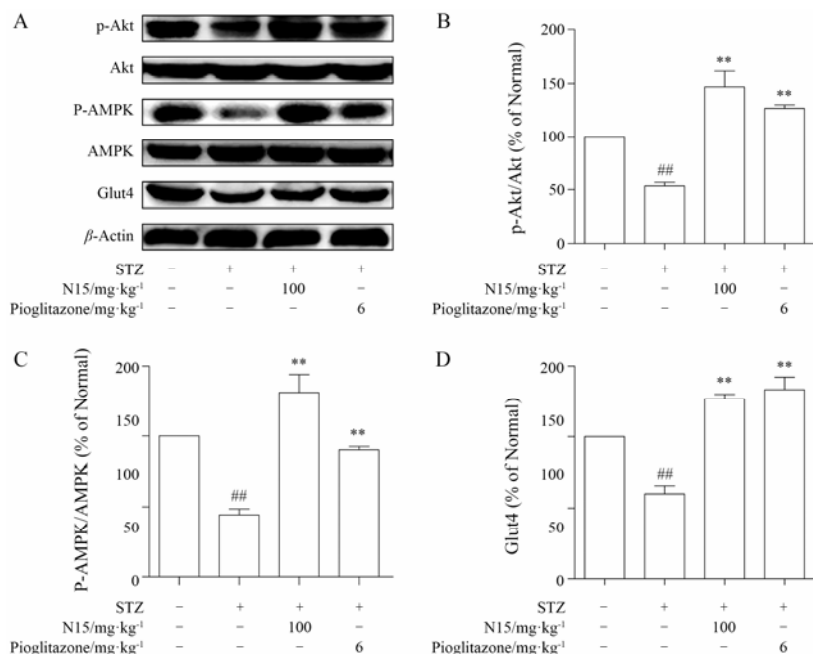 A
p-Akt
Akt
P-AMPK
AMPK
Glut4
β-Actin
STZ − + + +
N15/mg·kg⁻¹ − − 100 −
Pioglitazone/mg·kg⁻¹ − − − 6
B
p-Akt/Akt (% of Normal)
200
150
100
50
0
##
**
**
STZ − + + +
N15/mg·kg⁻¹ − − 100 −
Pioglitazone/mg·kg⁻¹ − − − 6
C
P-AMPK/AMPK (% of Normal)
200
150
100
50
0
##
**
**
STZ − + + +
N15/mg·kg⁻¹ − − 100 −
Pioglitazone/mg·kg⁻¹ − − − 6
D
Glut4 (% of Normal)
200
150
100
50
0
##
**
**
STZ − + + +
N15/mg·kg⁻¹ − − 100 −
Pioglitazone/mg·kg⁻¹ − − − 6